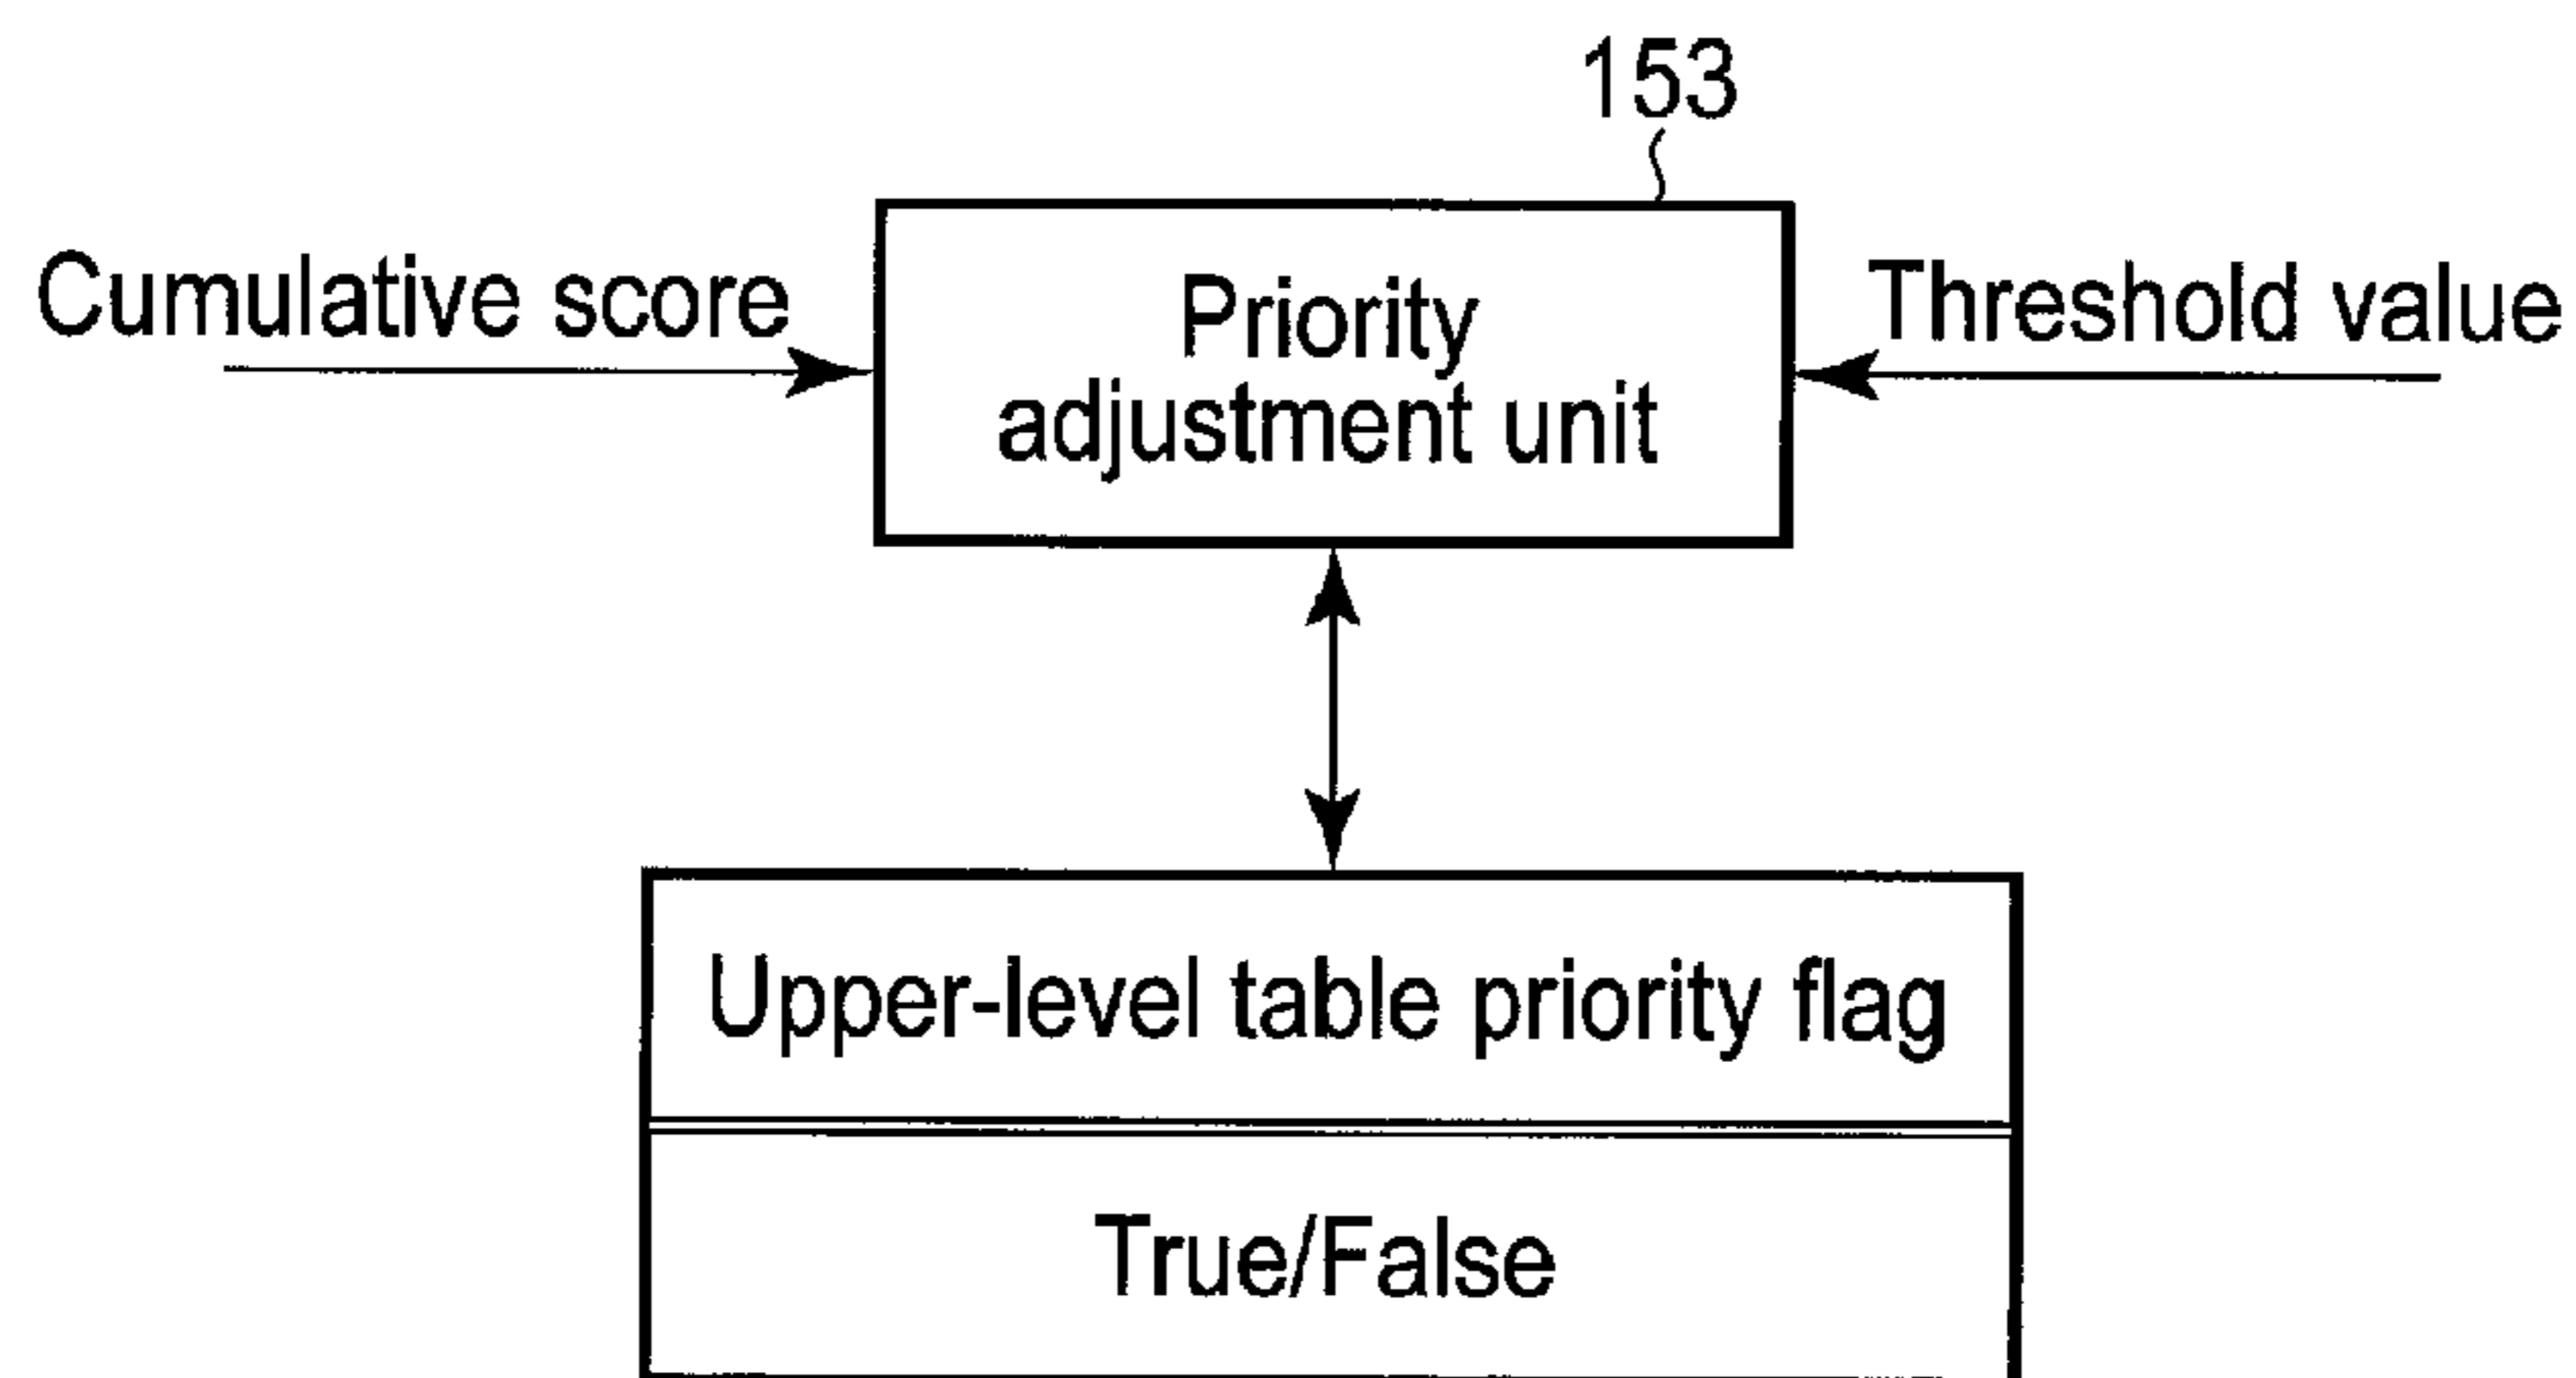 153
Cumulative score
Priority
adjustment unit
Threshold value
Upper-level table priority flag
True/False